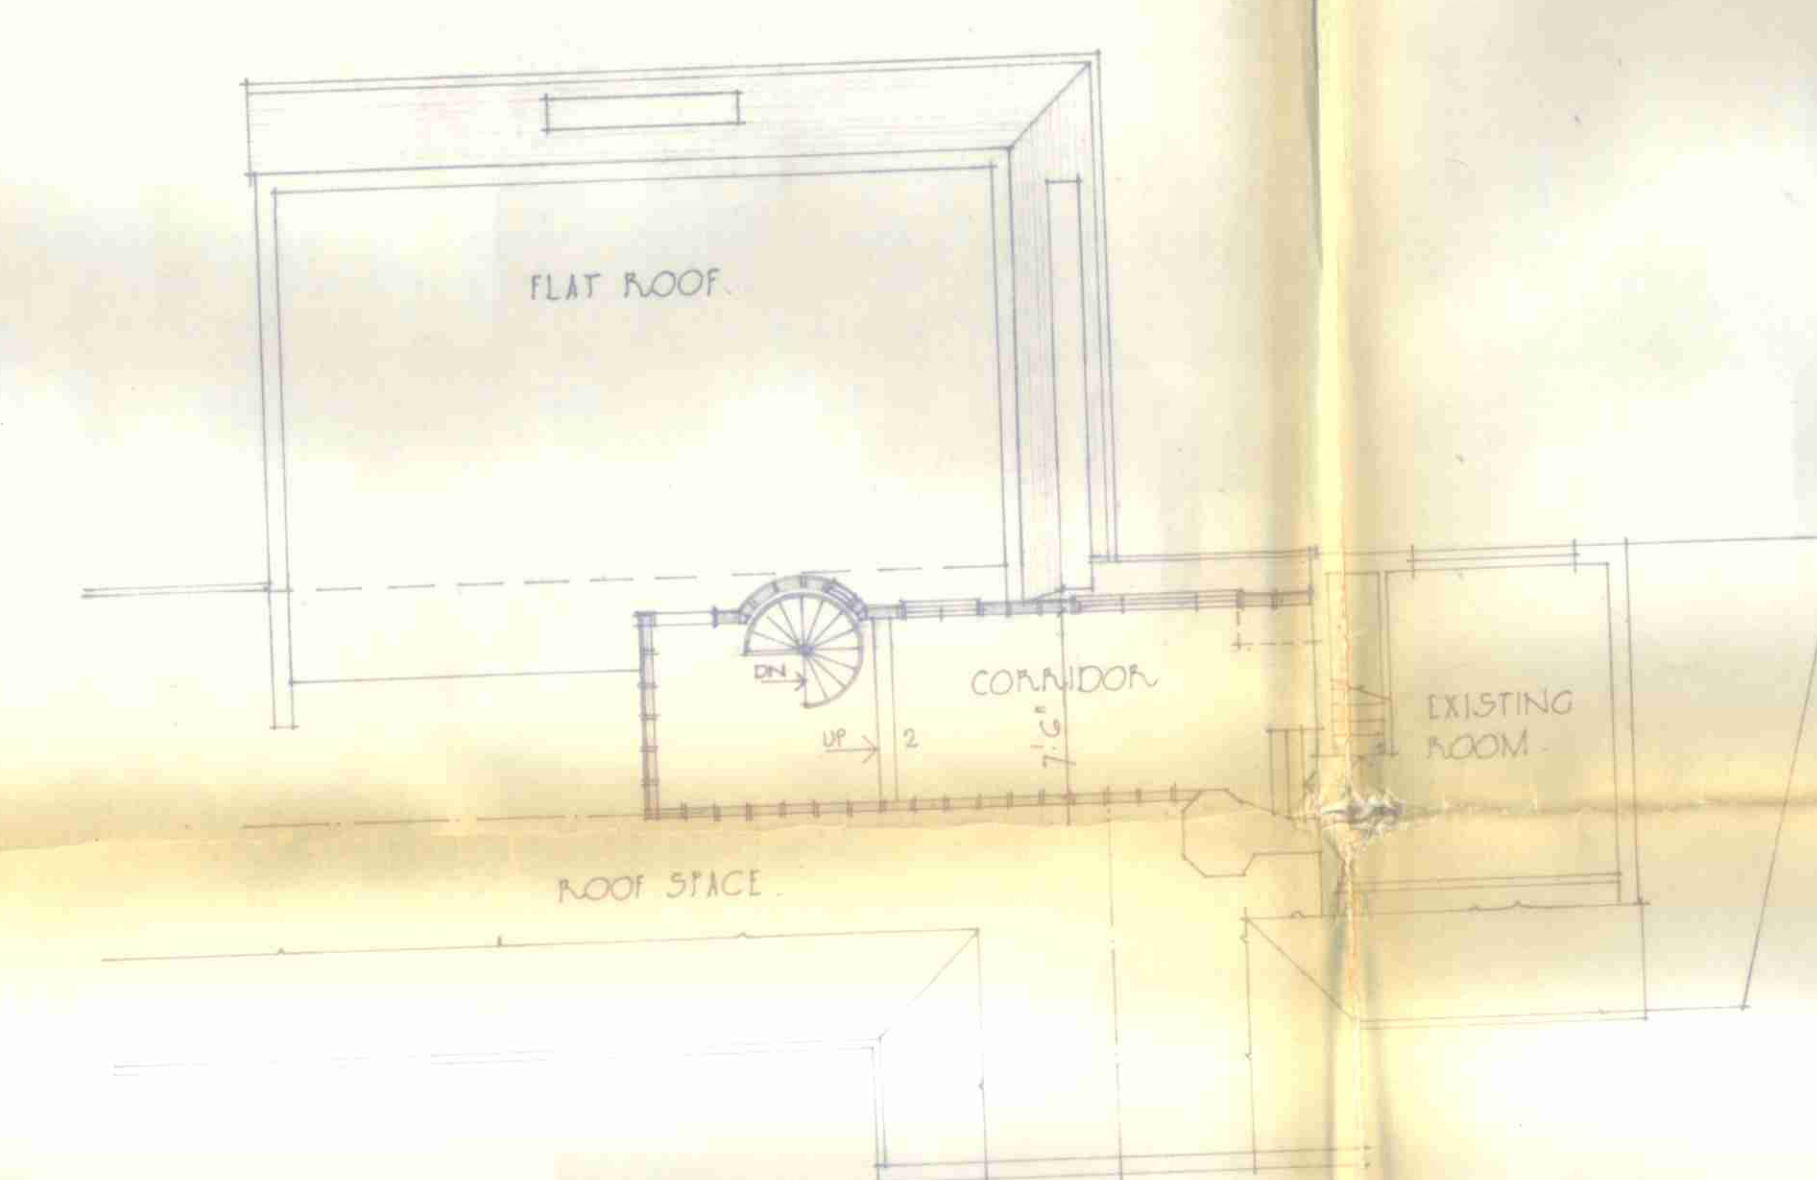 FLAT ROOF.
DN
CORRIDOR
UP
2
7'.6"
EXISTING
ROOM.
ROOF SPACE.